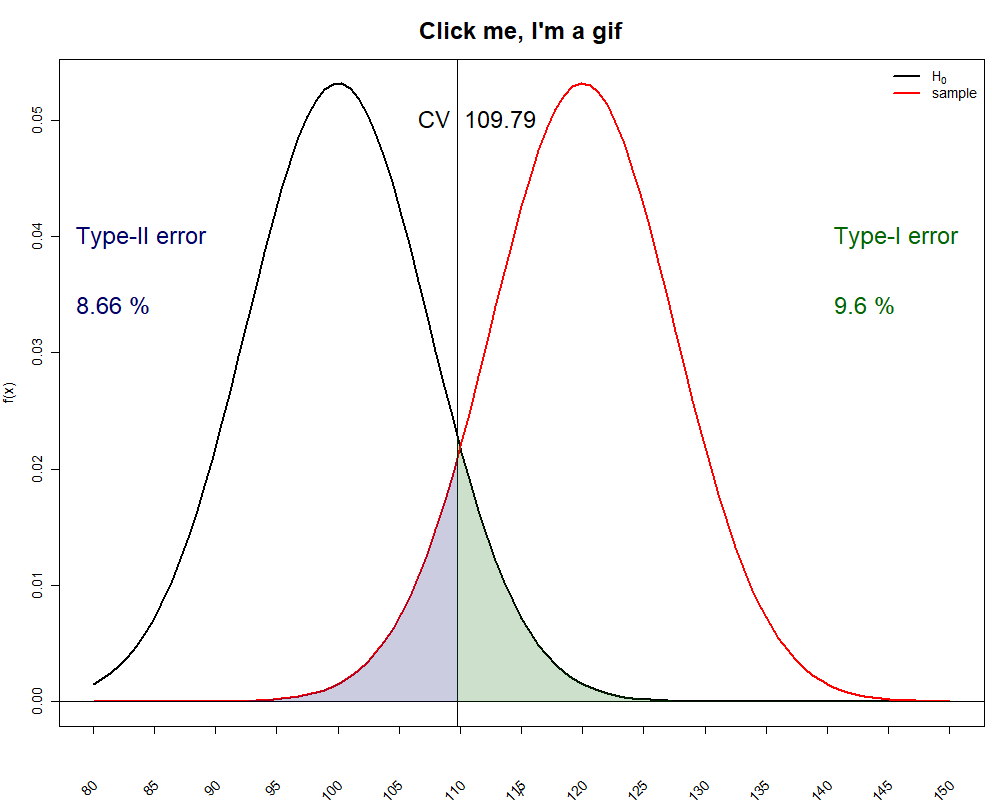 Click me, I'm a gif
H0
sample
CV 109.79
Type-II error
8.66 %
Type-I error
9.6 %
f(x)
0.05
0.04
0.03
0.02
0.01
0.00
80 85 90 95 100 105 110 115 120 125 130 135 140 145 150